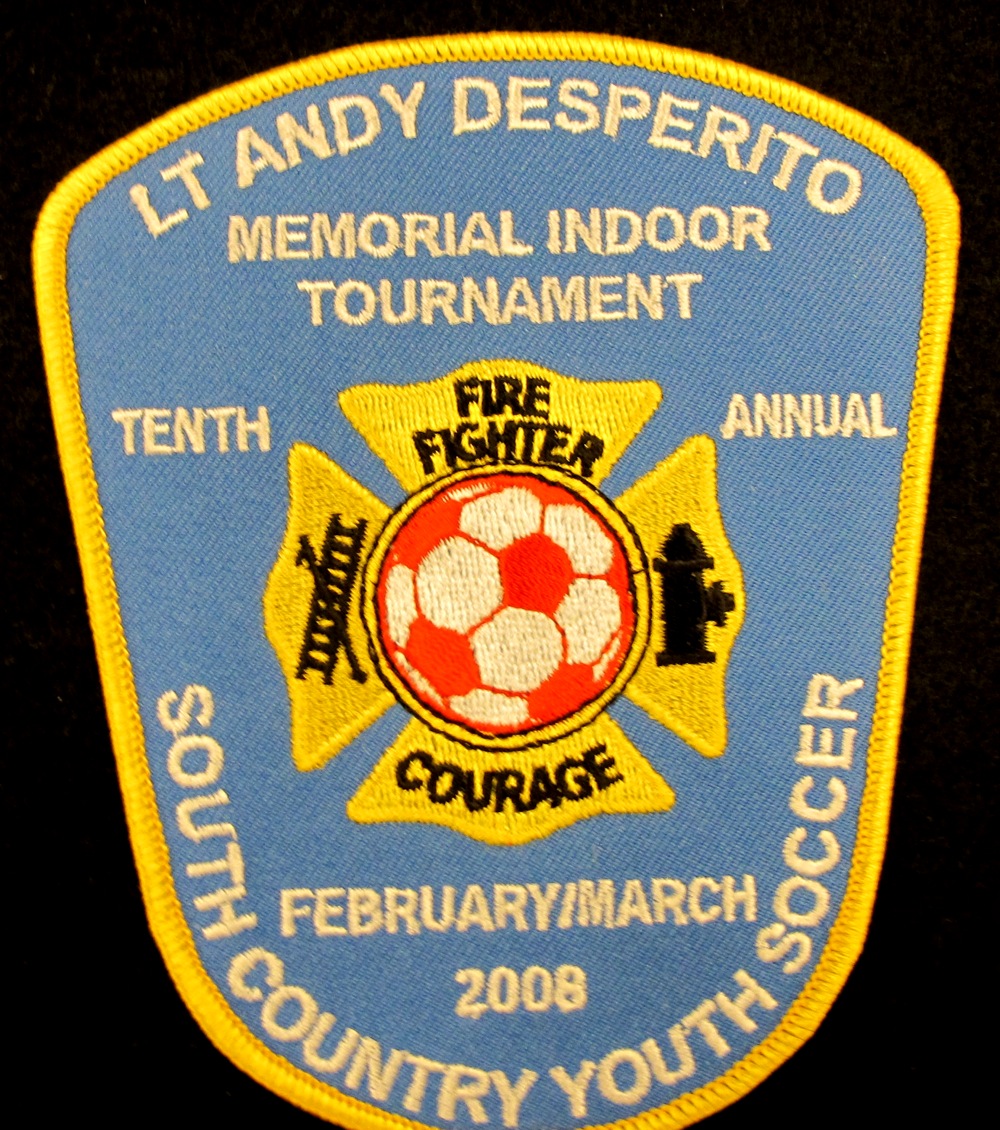 LT ANDY DESPERITO
MEMORIAL INDOOR
TOURNAMENT
TENTH ANNUAL
FIRE
FIGHTER
COURAGE
FEBRUARY/MARCH
2008
SOUTH COUNTRY YOUTH SOCCER